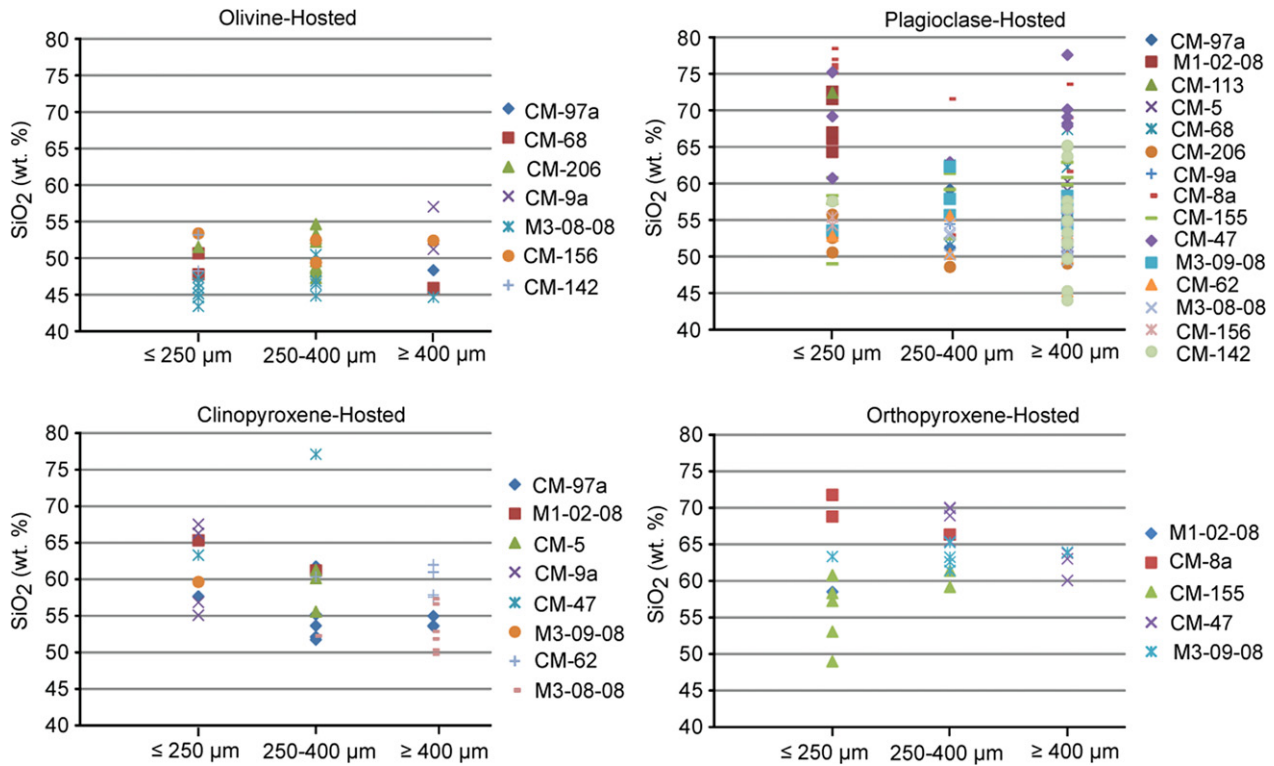 Olivine-Hosted
SiO2 (wt. %)
80
75
70
65
60
55
50
45
40
≤ 250 µm
250-400 µm
≥ 400 µm
CM-97a
CM-68
CM-206
CM-9a
M3-08-08
CM-156
CM-142
Plagioclase-Hosted
SiO2 (wt. %)
80
75
70
65
60
55
50
45
40
≤ 250 µm
250-400 µm
≥ 400 µm
CM-97a
M1-02-08
CM-113
CM-5
CM-68
CM-206
CM-9a
CM-8a
CM-155
CM-47
M3-09-08
CM-62
M3-08-08
CM-156
CM-142
Clinopyroxene-Hosted
SiO2 (wt. %)
80
75
70
65
60
55
50
45
40
≤ 250 µm
250-400 µm
≥ 400 µm
CM-97a
M1-02-08
CM-5
CM-9a
CM-47
M3-09-08
CM-62
M3-08-08
Orthopyroxene-Hosted
SiO2 (wt. %)
80
75
70
65
60
55
50
45
40
≤ 250 µm
250-400 µm
≥ 400 µm
M1-02-08
CM-8a
CM-155
CM-47
M3-09-08